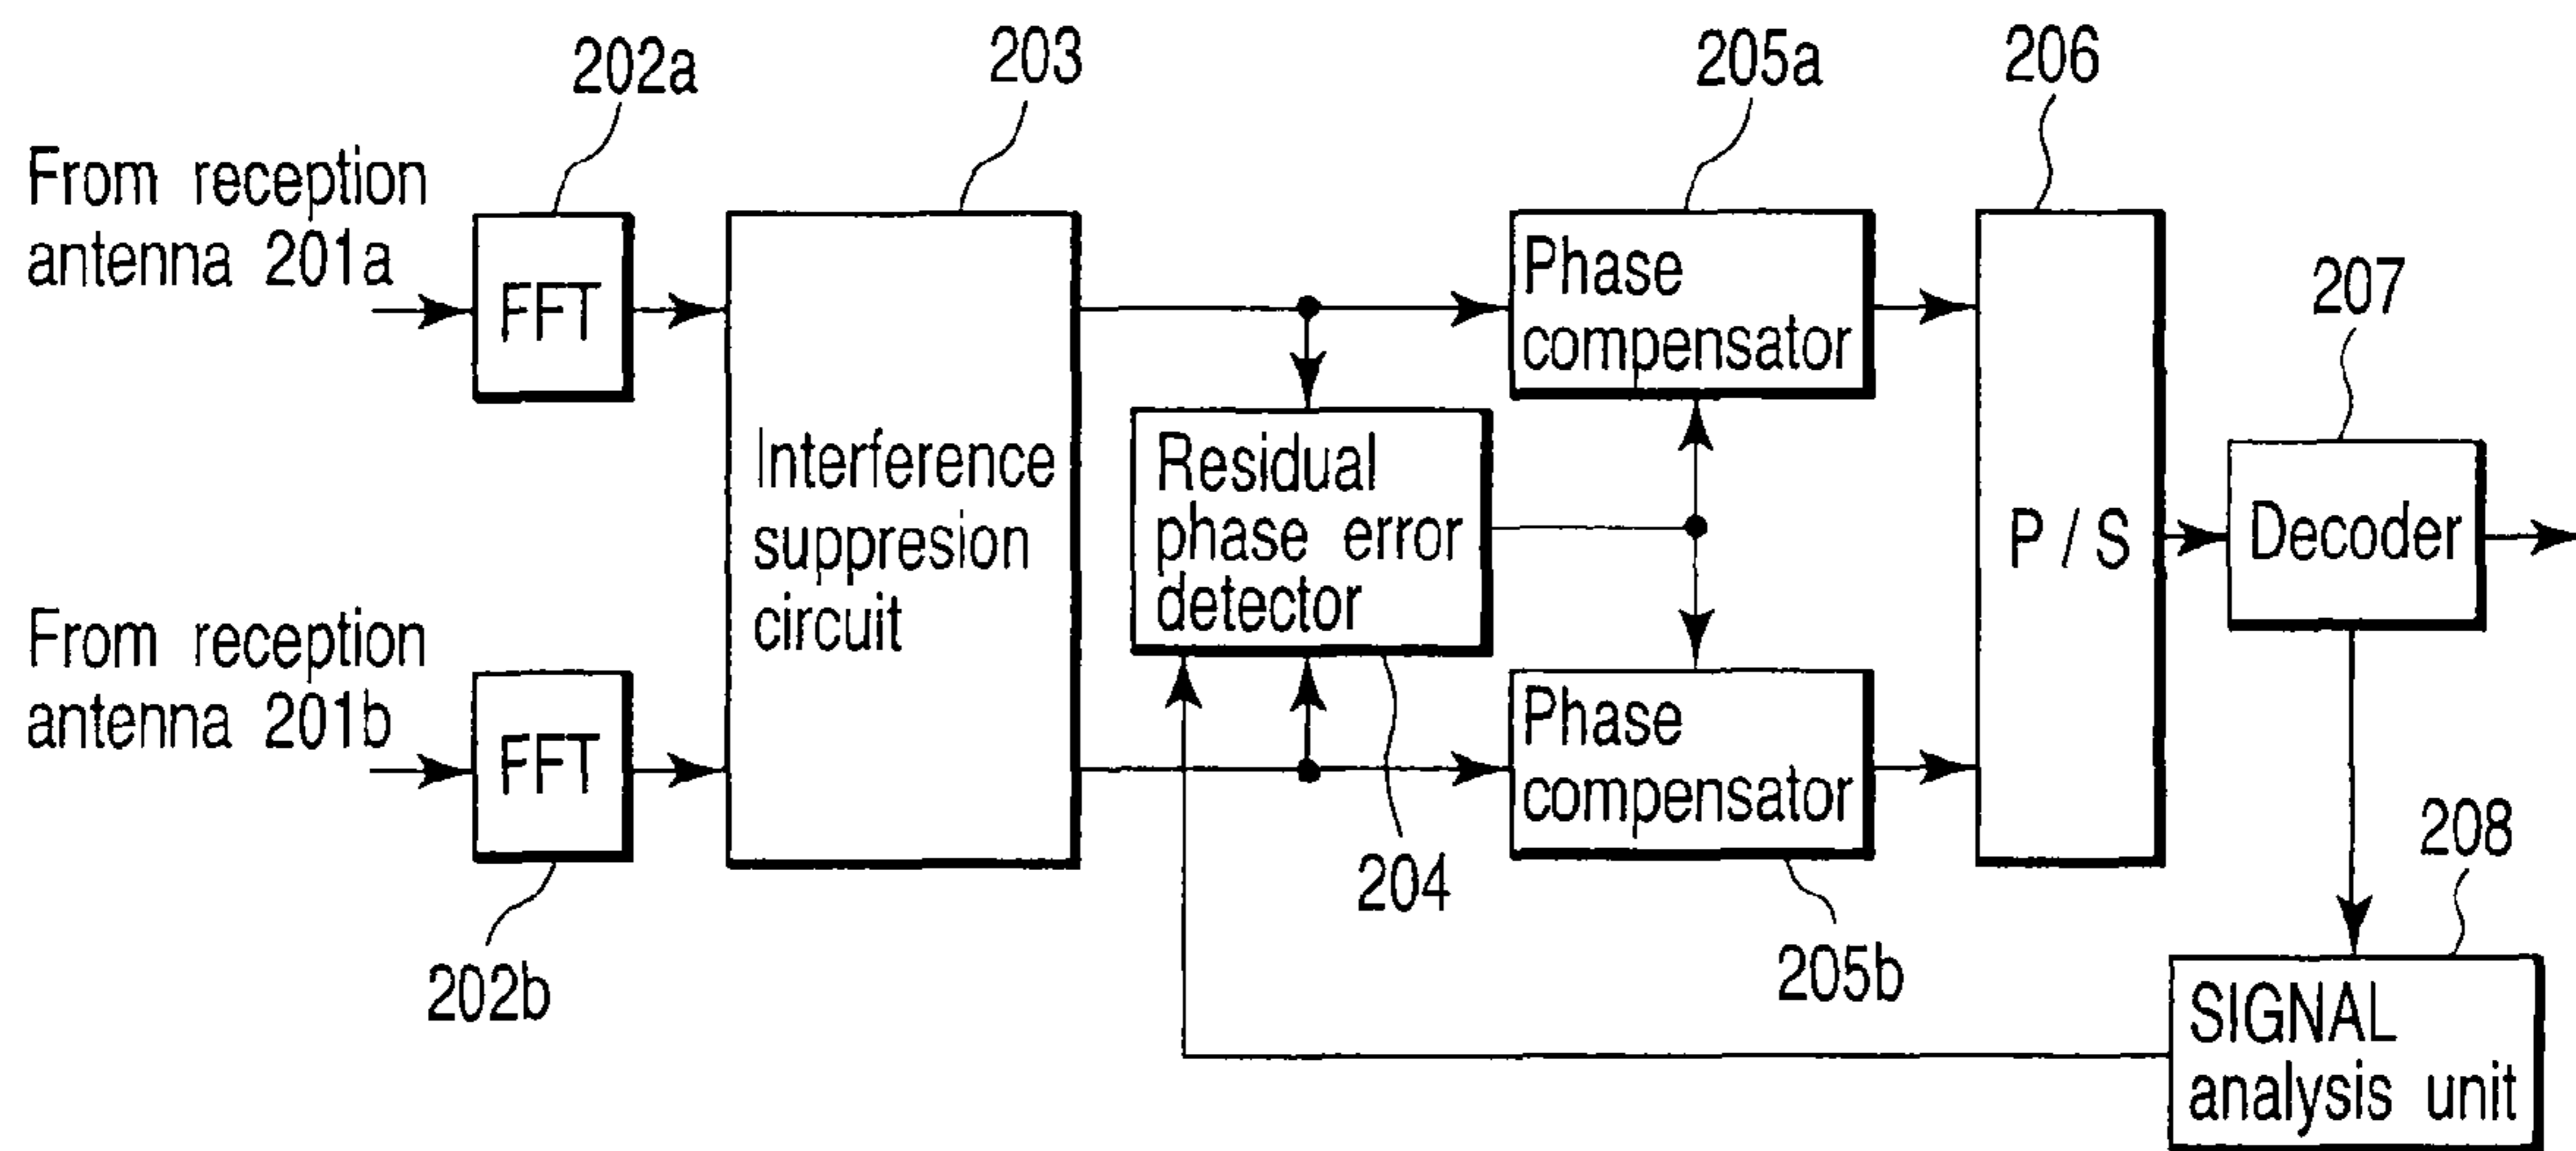 202a
203
205a
206
From reception
antenna 201a
FFT
Phase
compensator
207
Interference
suppresion
circuit
Residual
phase error
detector
P / S
Decoder
From reception
antenna 201b
FFT
Phase
compensator
204
208
202b
205b
SIGNAL
analysis unit